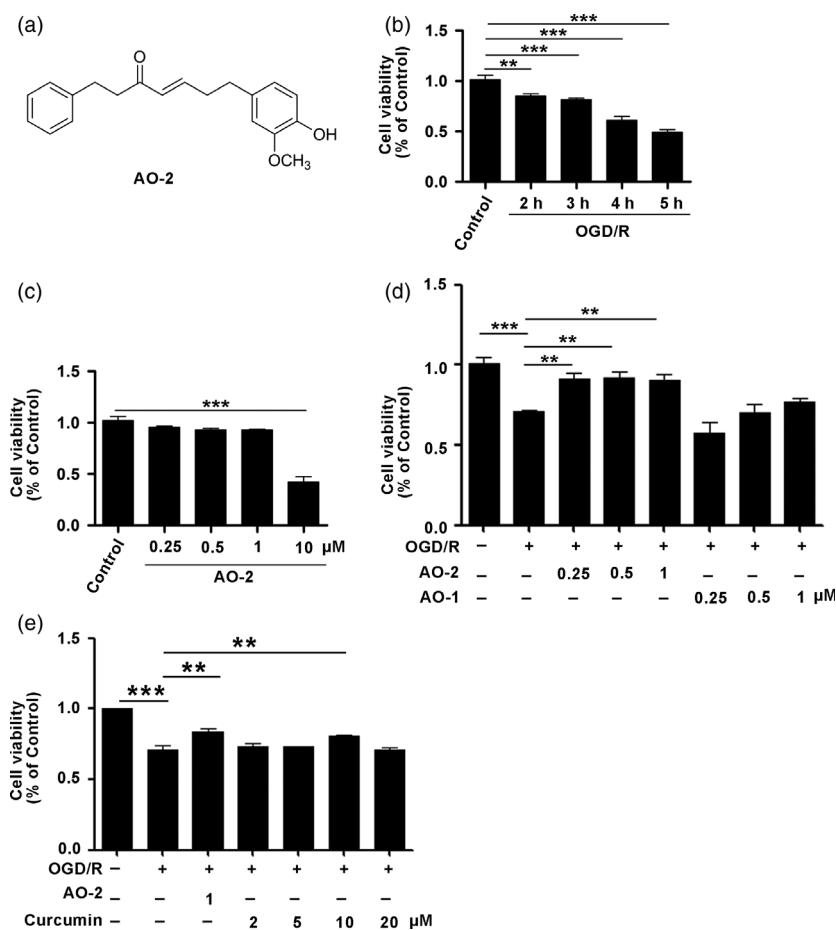 (a)
O
OH
OCH3
AO-2
(b)
Cell viability
(% of Control)
1.5
1.0
0.5
0.0
**
***
***
***
Control
2 h 3 h 4 h 5 h
OGD/R
(c)
Cell viability
(% of Control)
1.5
1.0
0.5
0.0
***
Control
0.25 0.5 1 10 µM
AO-2
(d)
Cell viability
(% of Control)
1.5
1.0
0.5
0.0
***
**
**
**
OGD/R – + + + + + + +
AO-2 – – 0.25 0.5 1 – – –
AO-1 – – – – – 0.25 0.5 1 µM
(e)
Cell viability
(% of Control)
1.5
1.0
0.5
0.0
***
**
**
OGD/R – + + + + + +
AO-2 – – 1 – – – –
Curcumin – – – 2 5 10 20 µM